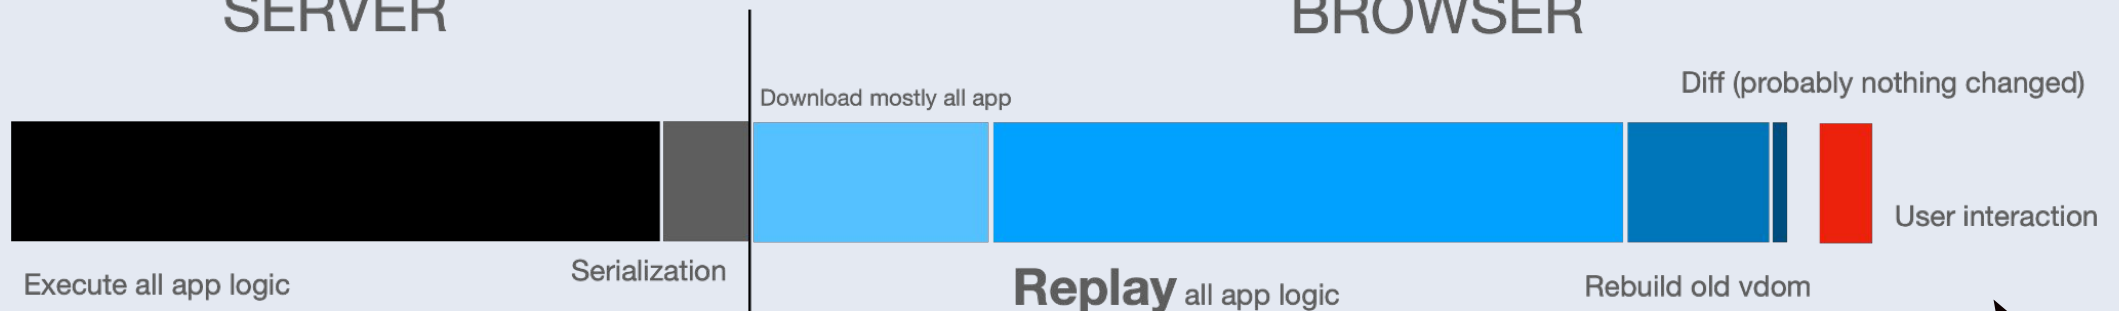 SERVER
BROWSER
Diff (probably nothing changed)
Download mostly all app
User interaction
Execute all app logic
Serialization
Replay all app logic
Rebuild old vdom